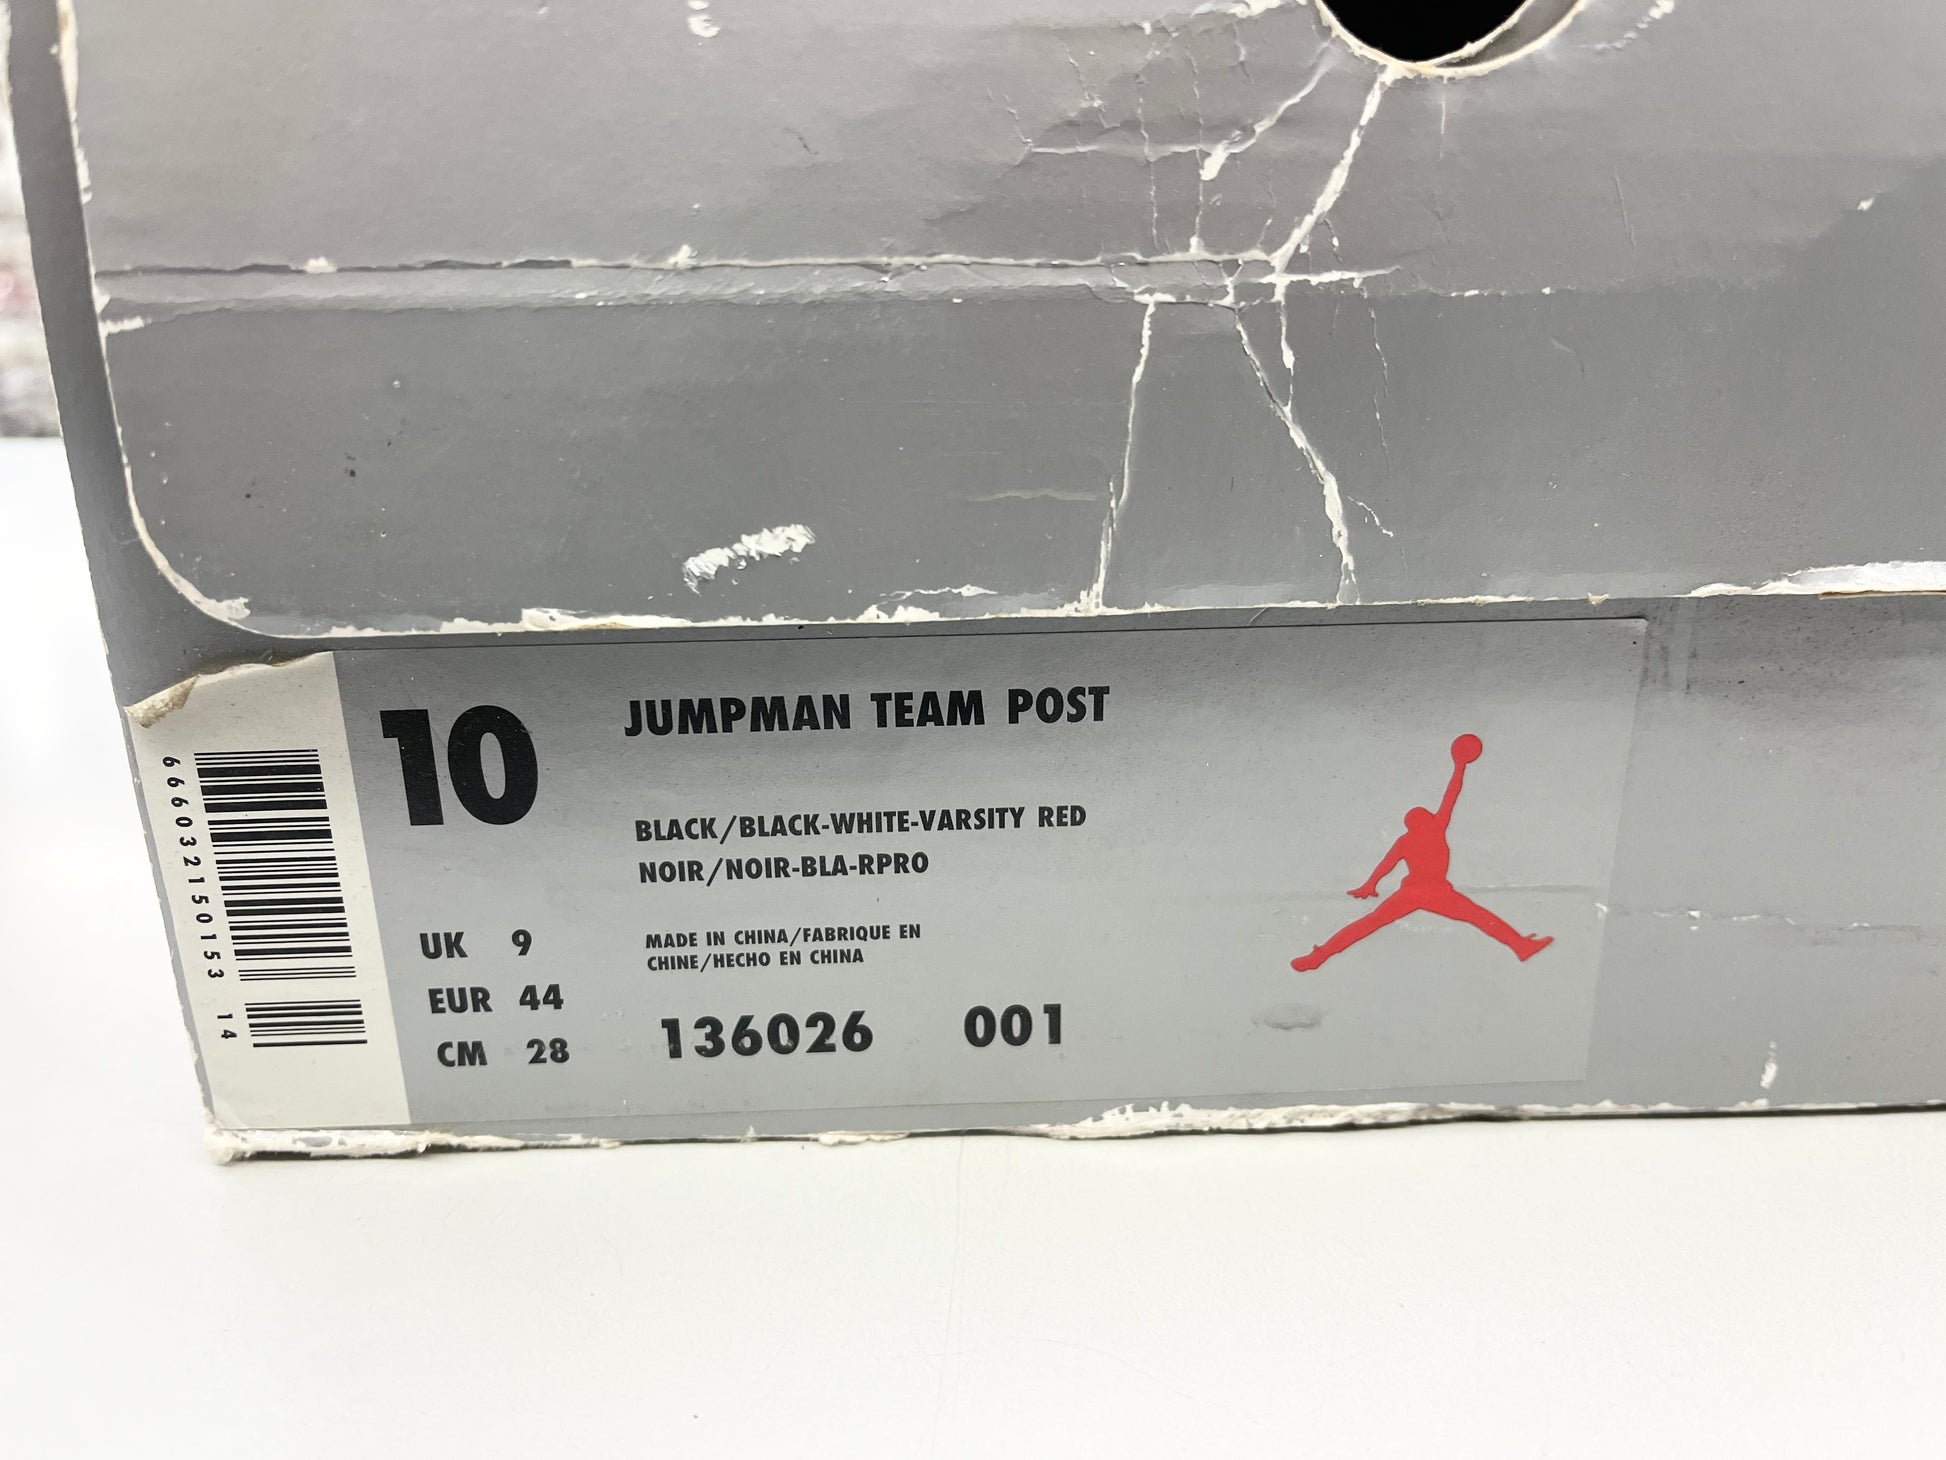 10
JUMPMAN TEAM POST
BLACK/BLACK-WHITE-VARSITY RED
NOIR/NOIR-BLA-RPRO
UK 9
EUR 44
CM 28
MADE IN CHINA/FABRIQUE EN
CHINE/HECHO EN CHINA
136026 001
666032150153 14